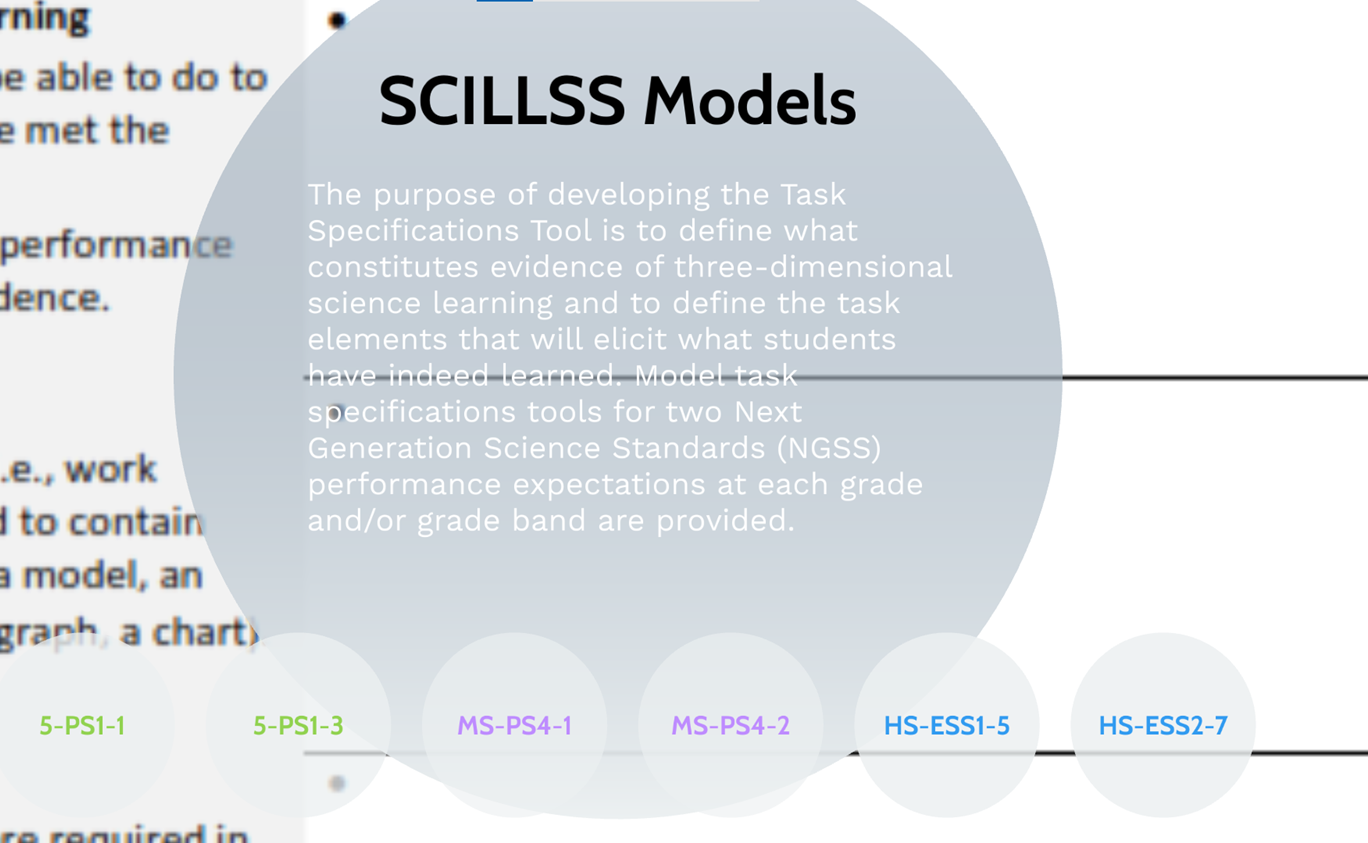 rning
be able to do to
e met the
performance
dence.
.e., work
d to contain
a model, an
graph, a chart)
re required in
SCILLSS Models
The purpose of developing the Task
Specifications Tool is to define what
constitutes evidence of three-dimensional
science learning and to define the task
elements that will elicit what students
have indeed learned. Model task
specifications tools for two Next
Generation Science Standards (NGSS)
performance expectations at each grade
and/or grade band are provided.
5-PS1-1
5-PS1-3
MS-PS4-1
MS-PS4-2
HS-ESS1-5
HS-ESS2-7